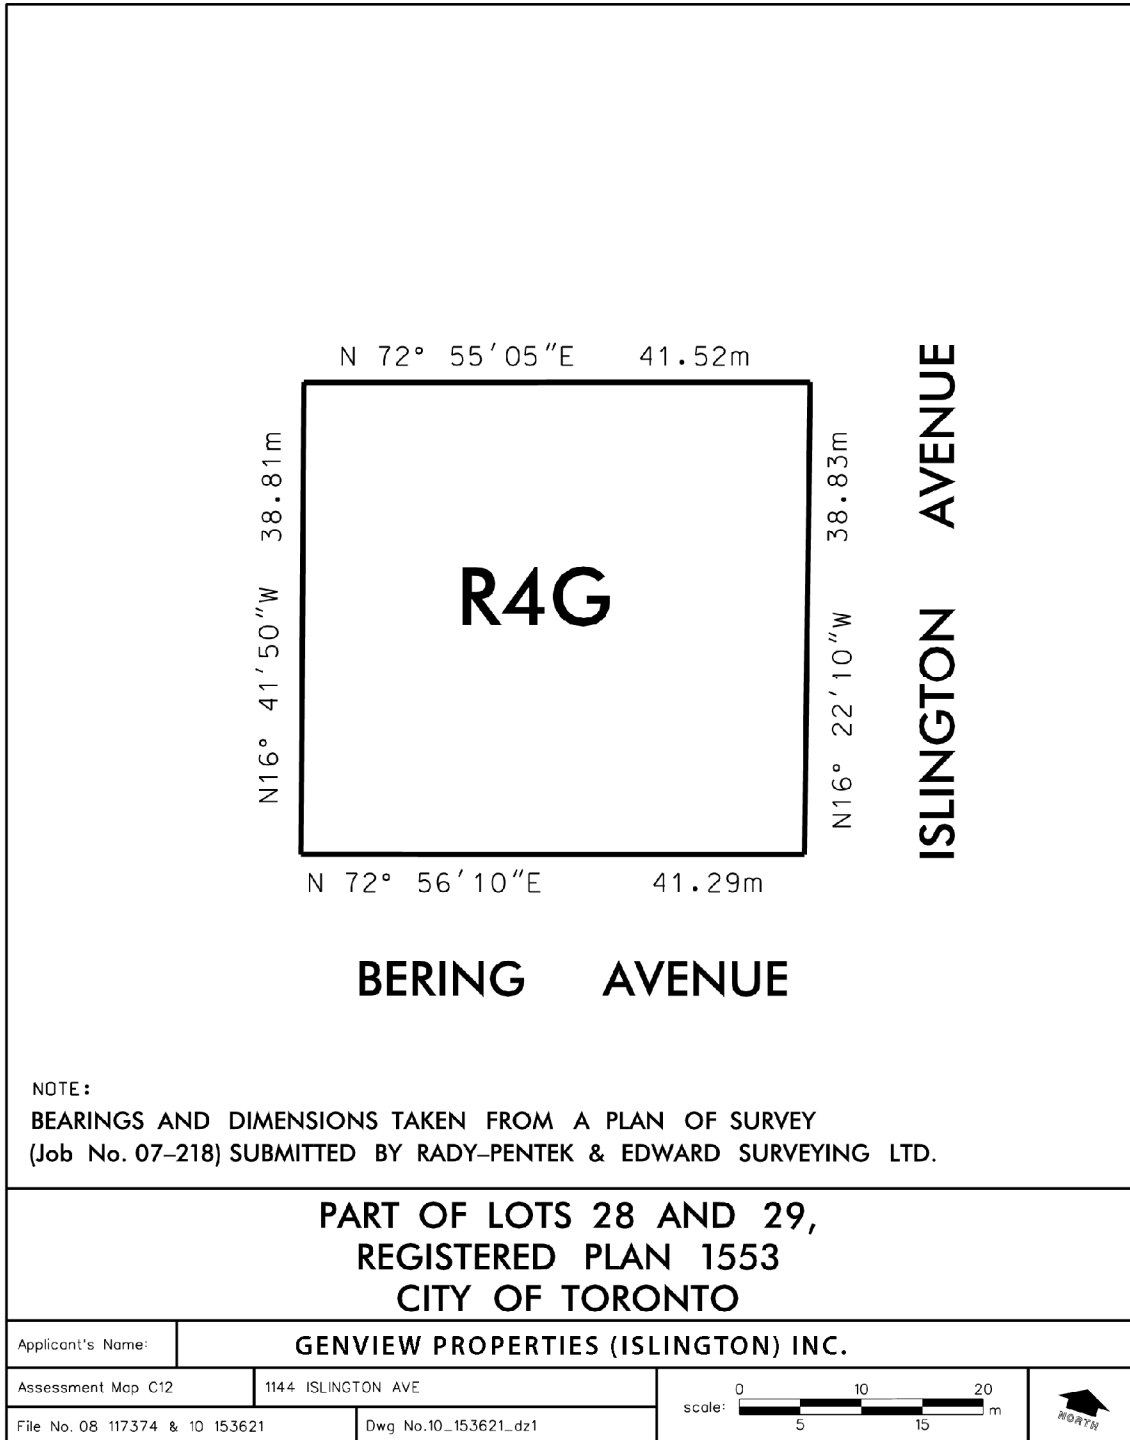 N 72° 55'05"E 41.52m
N16° 41'50"W 38.81m
R4G
N16° 22'10"W 38.83m
ISLINGTON AVENUE
N 72° 56'10"E 41.29m
BERING AVENUE
NOTE:
BEARINGS AND DIMENSIONS TAKEN FROM A PLAN OF SURVEY
(Job No. 07–218) SUBMITTED BY RADY–PENTEK & EDWARD SURVEYING LTD.
PART OF LOTS 28 AND 29,
REGISTERED PLAN 1553
CITY OF TORONTO
Applicant's Name: GENVIEW PROPERTIES (ISLINGTON) INC.
Assessment Map C12 1144 ISLINGTON AVE
File No. 08 117374 & 10 153621 Dwg No.10_153621_dz1
0 10 20
scale: m
5 15
NORTH